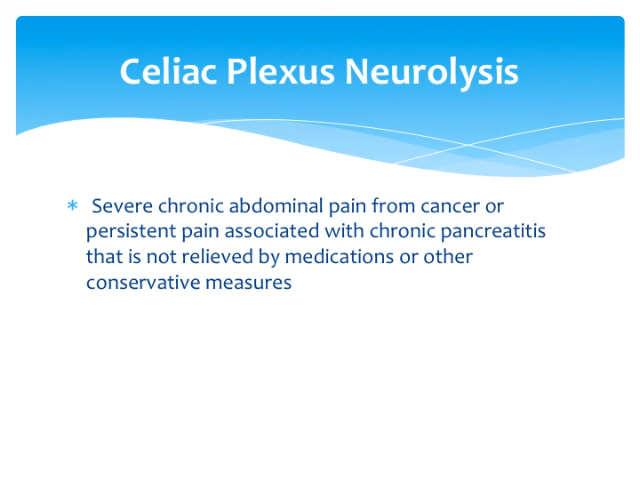 Celiac Plexus Neurolysis
* Severe chronic abdominal pain from cancer or
persistent pain associated with chronic pancreatitis
that is not relieved by medications or other
conservative measures